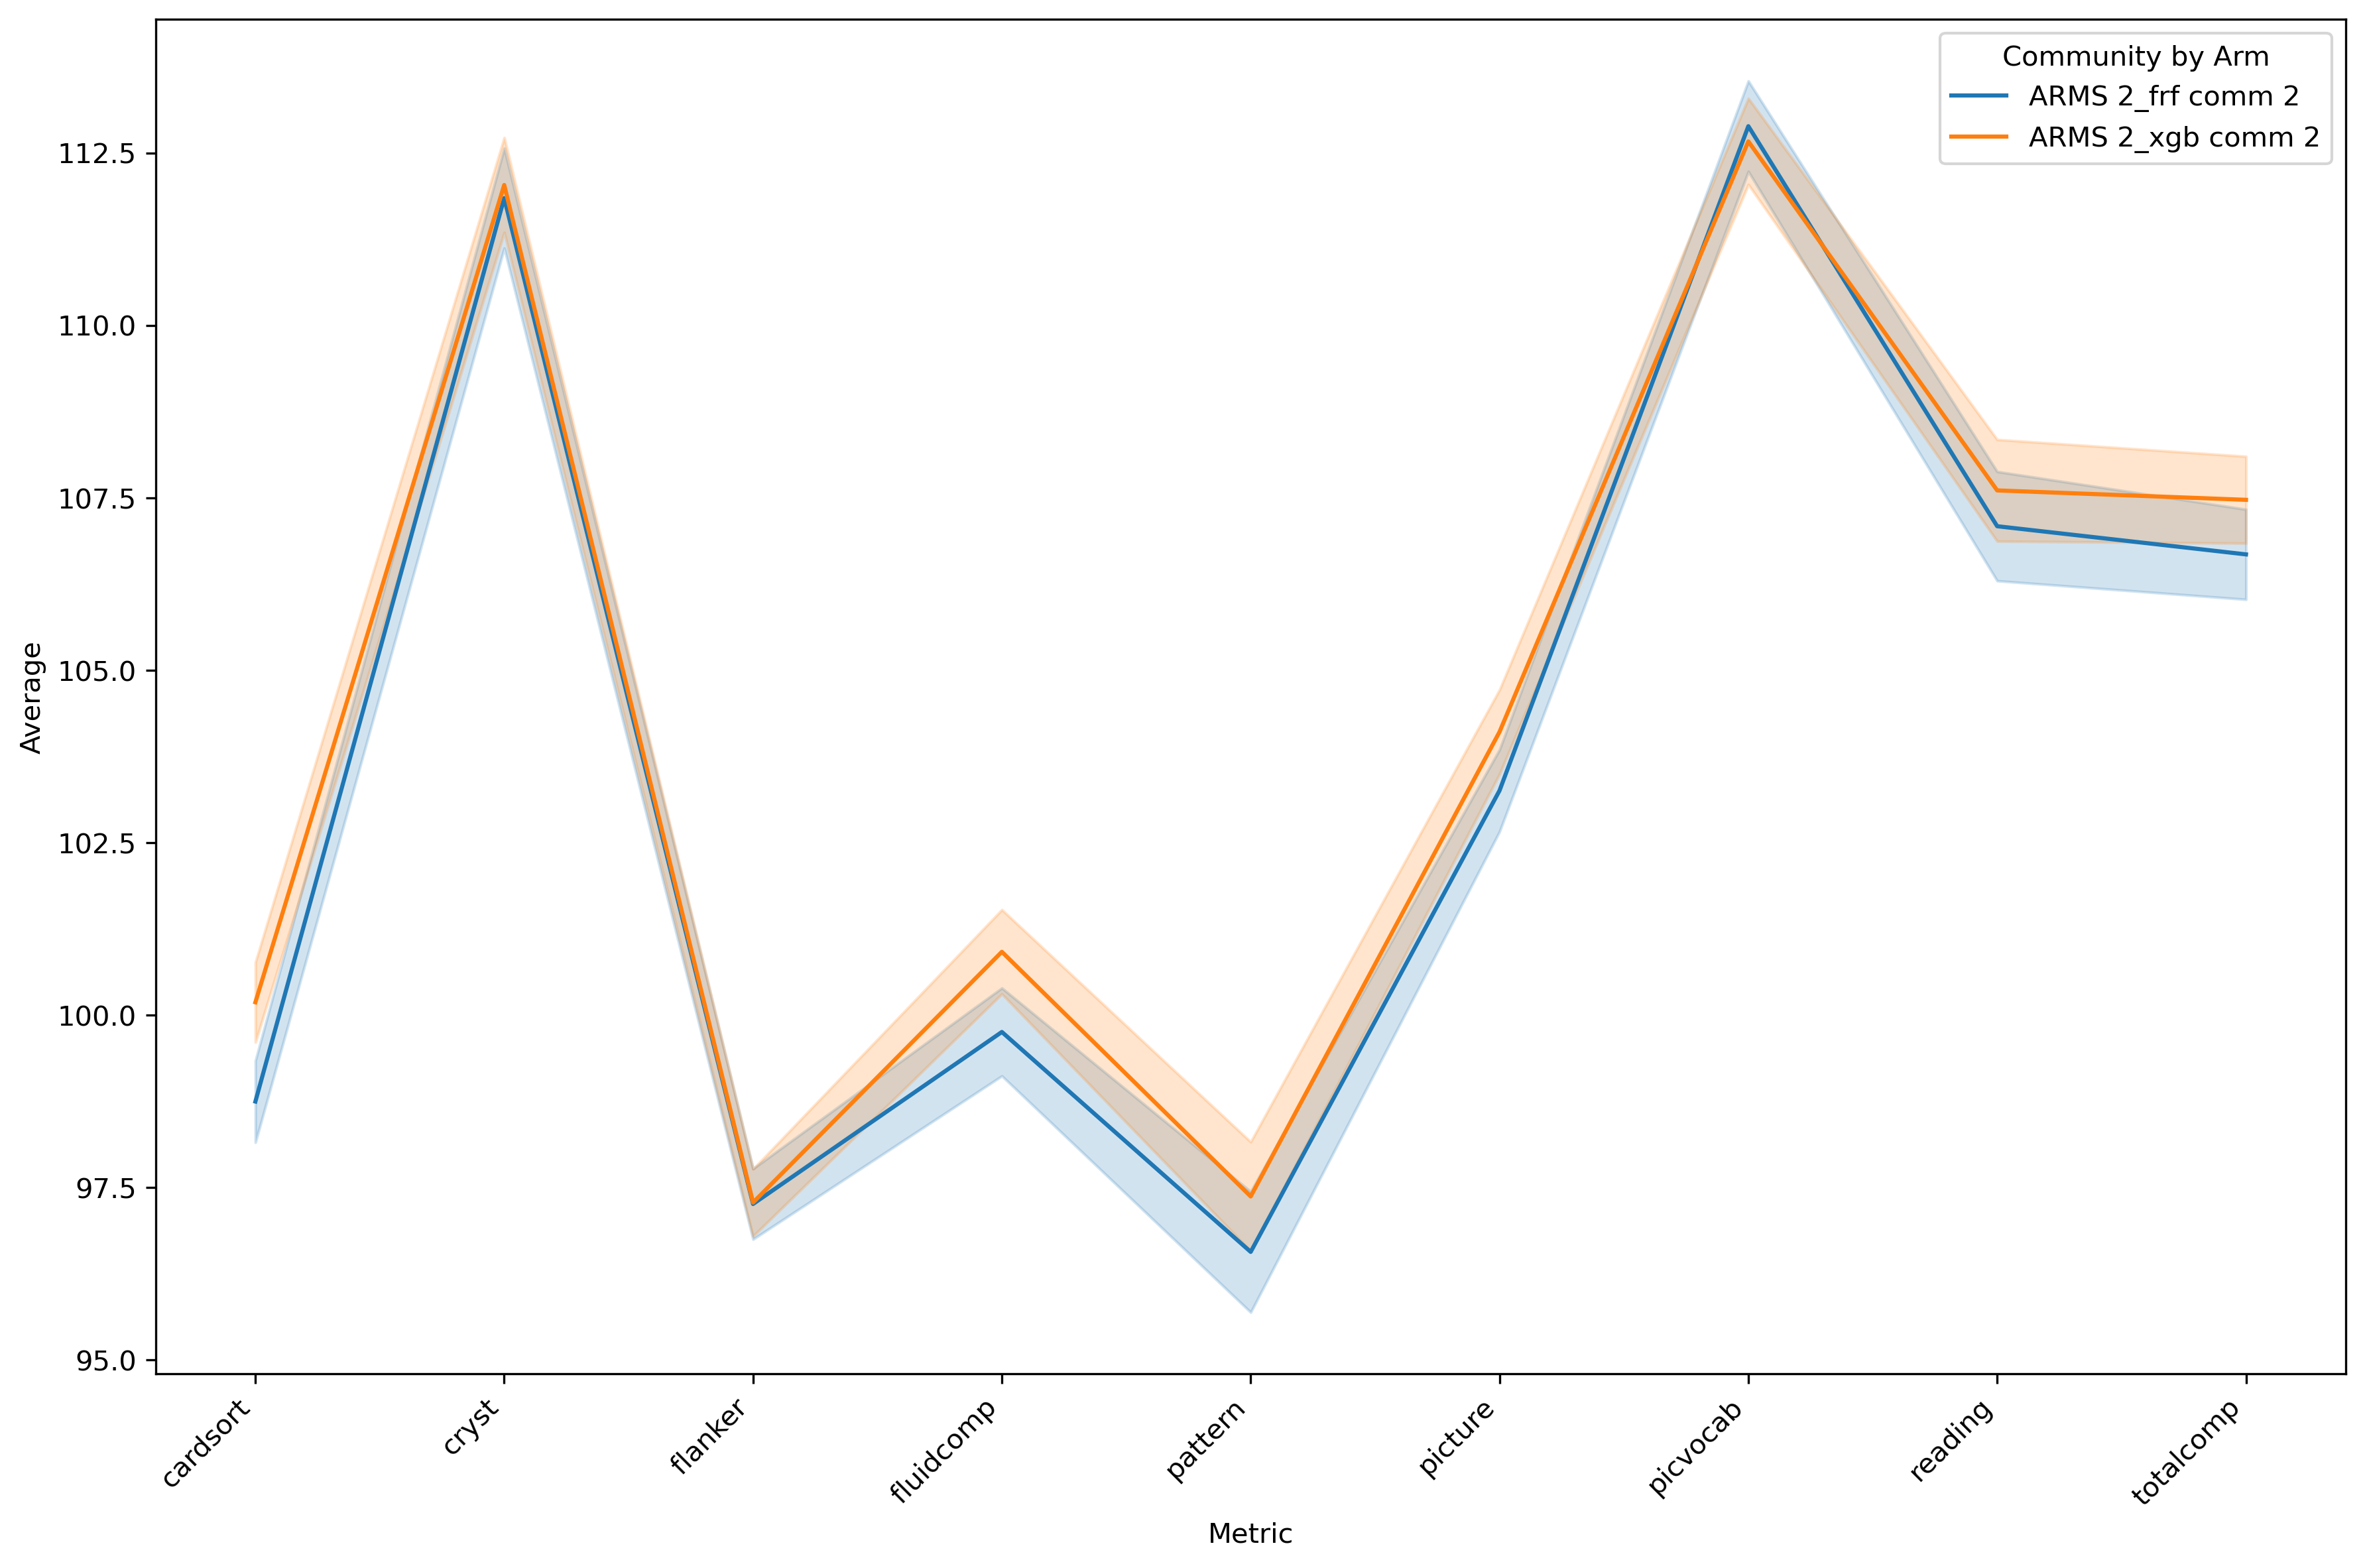 Community by Arm
ARMS 2_frf comm 2
ARMS 2_xgb comm 2
Average
112.5
110.0
107.5
105.0
102.5
100.0
97.5
95.0
cardsort
cryst
flanker
fluidcomp
pattern
picture
picvocab
reading
totalcomp
Metric